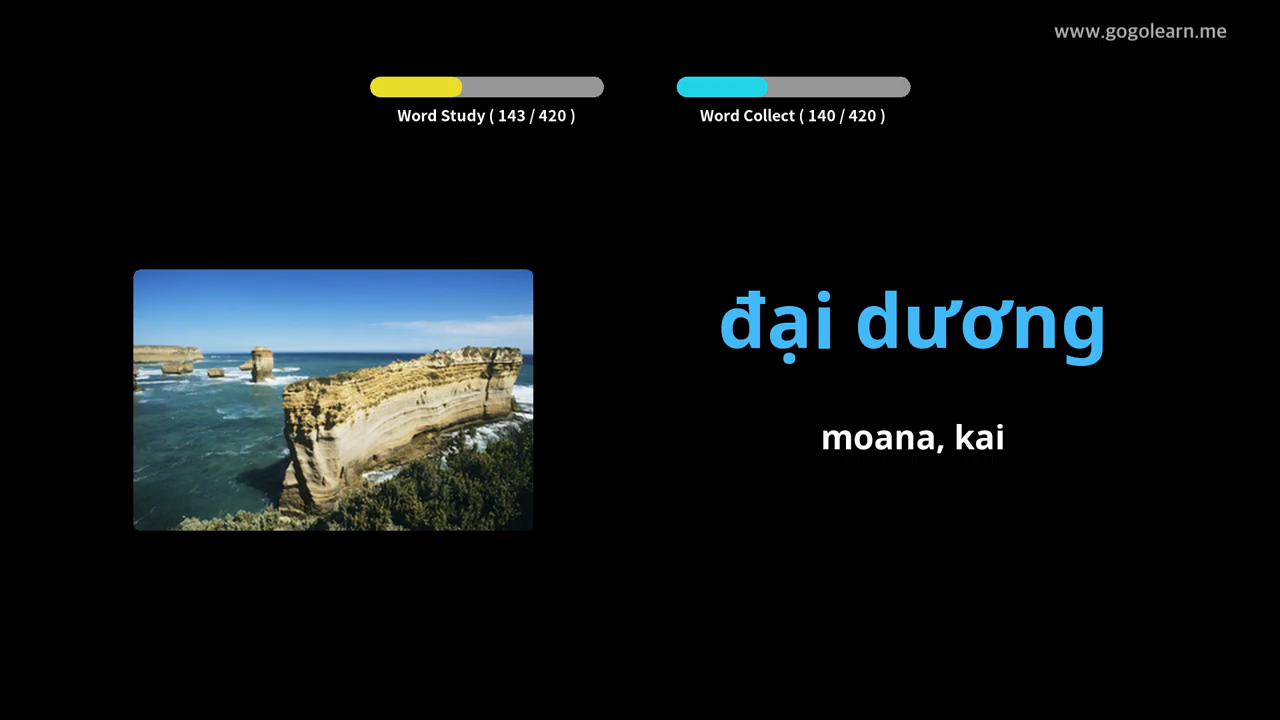 www.gogolearn.me
Word Study ( 143 / 420 )
Word Collect ( 140 / 420 )
đại dương
moana, kai